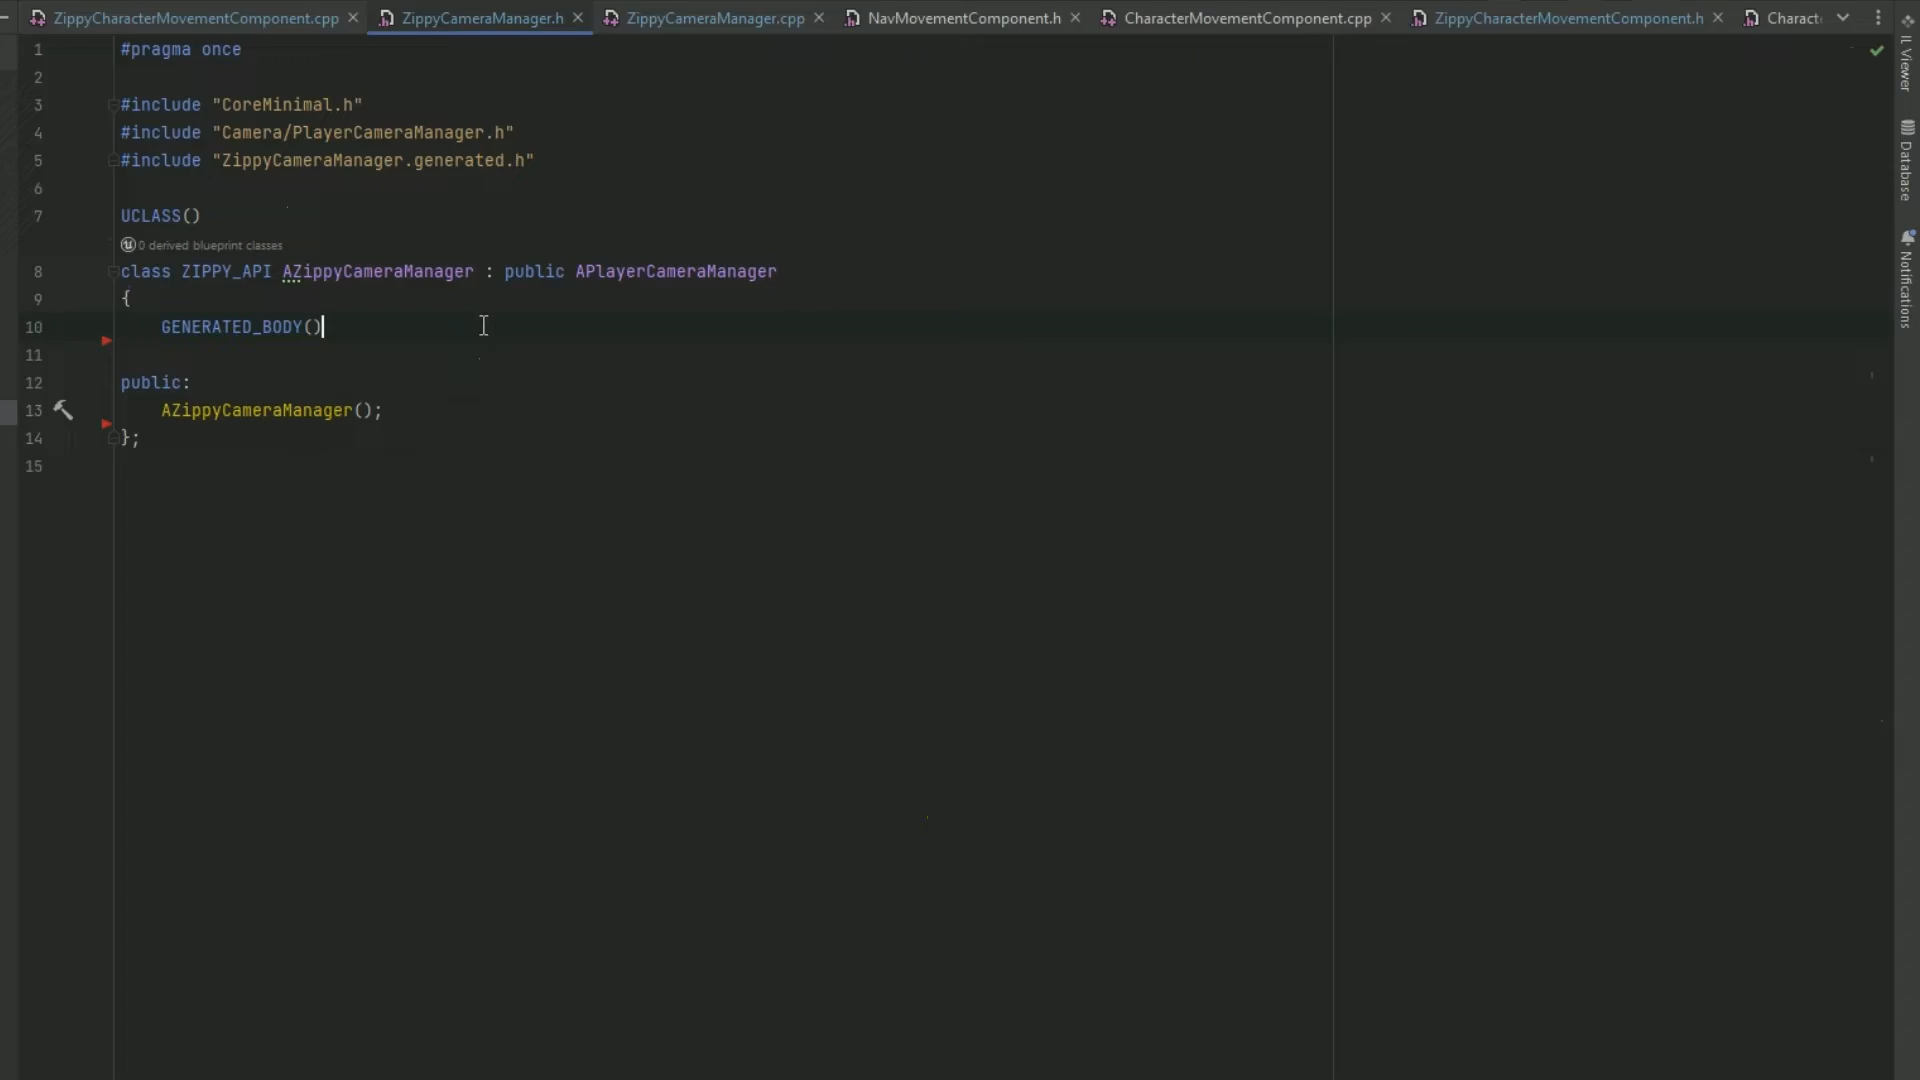 ZippyCharacterMovementComponent.cpp ZippyCameraManager.h ZippyCameraManager.cpp NavMovementComponent.h CharacterMovementComponent.cpp ZippyCharacterMovementComponent.h Charact
1 #pragma once
2
3 #include "CoreMinimal.h"
4 #include "Camera/PlayerCameraManager.h"
5 #include "ZippyCameraManager.generated.h"
6
7 UCLASS()
0 derived blueprint classes
8 class ZIPPY_API AZippyCameraManager : public APlayerCameraManager
9 {
10 GENERATED_BODY()
11
12 public:
13 AZippyCameraManager();
14 };
15
IL Viewer
Database
Notifications